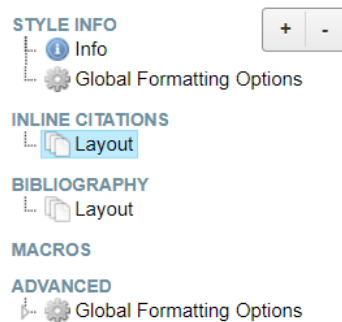 STYLE INFO
+ -
Info
Global Formatting Options
INLINE CITATIONS
Layout
BIBLIOGRAPHY
Layout
MACROS
ADVANCED
Global Formatting Options